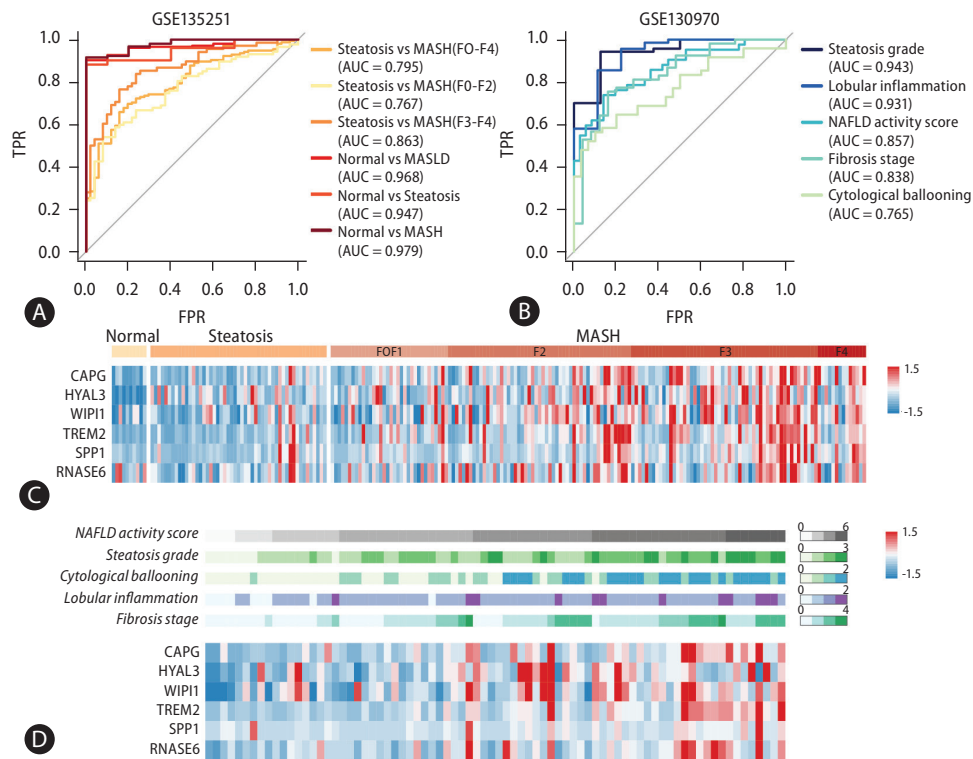 GSE135251
1.0
0.8
0.6
0.4
0.2
0.0
TPR
0.0 0.2 0.4 0.6 0.8 1.0
FPR
Steatosis vs MASH(FO-F4)
(AUC = 0.795)
Steatosis vs MASH(F0-F2)
(AUC = 0.767)
Steatosis vs MASH(F3-F4)
(AUC = 0.863)
Normal vs MASLD
(AUC = 0.968)
Normal vs Steatosis
(AUC = 0.947)
Normal vs MASH
(AUC = 0.979)
A
GSE130970
1.0
0.8
0.6
0.4
0.2
0.0
TPR
0.0 0.2 0.4 0.6 0.8 1.0
FPR
Steatosis grade
(AUC = 0.943)
Lobular inflammation
(AUC = 0.931)
NAFLD activity score
(AUC = 0.857)
Fibrosis stage
(AUC = 0.838)
Cytological ballooning
(AUC = 0.765)
B
Normal Steatosis MASH
FOF1 F2 F3 F4
CAPG
HYAL3
WIPI1
TREM2
SPP1
RNASE6
1.5
-1.5
C
NAFLD activity score
Steatosis grade
Cytological ballooning
Lobular inflammation
Fibrosis stage
0 6
0 3
0 2
0 2
0 4
1.5
-1.5
CAPG
HYAL3
WIPI1
TREM2
SPP1
RNASE6
D